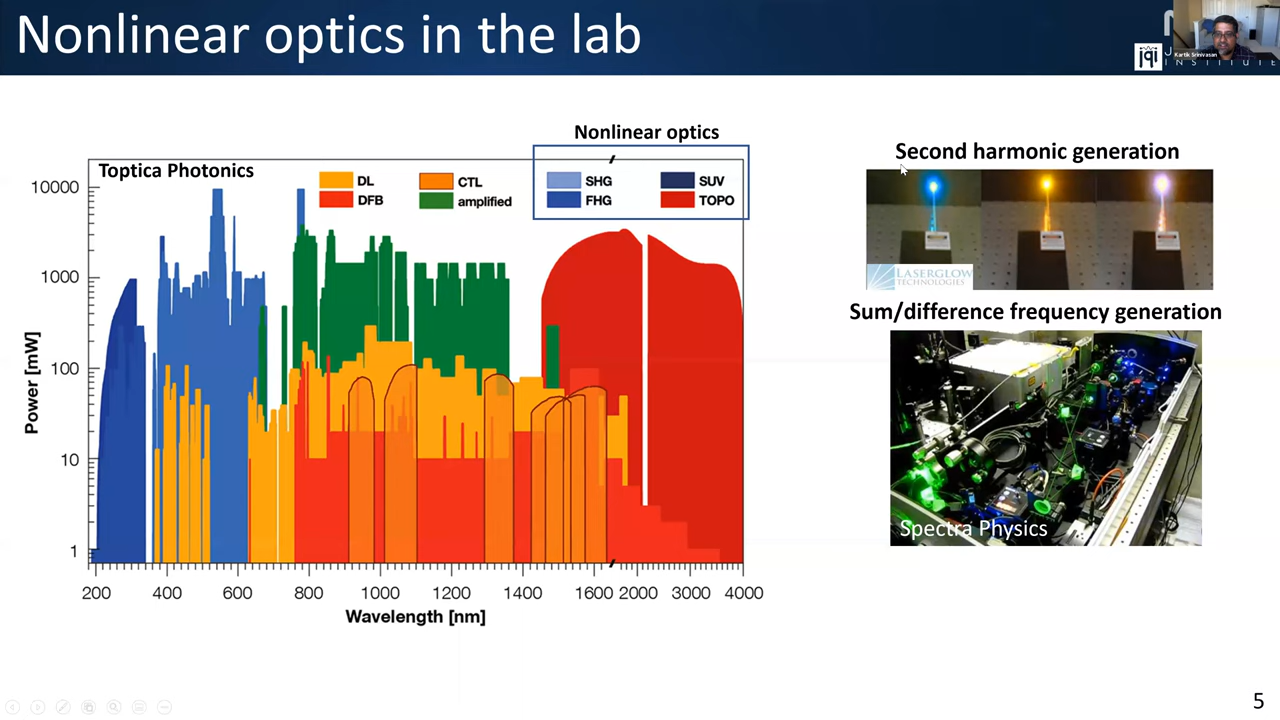 Nonlinear optics in the lab
jqi
INSTITUTE
Kartik Srinivasan
Nonlinear optics
Toptica Photonics
DL
CTL
SHG
SUV
DFB
amplified
FHG
TOPO
10000
1000
100
10
1
Power [mW]
200
400
600
800
1000
1200
1400
1600
2000
3000
4000
Wavelength [nm]
Second harmonic generation
LASERGLOW
TECHNOLOGIES
Sum/difference frequency generation
Spectra Physics
5